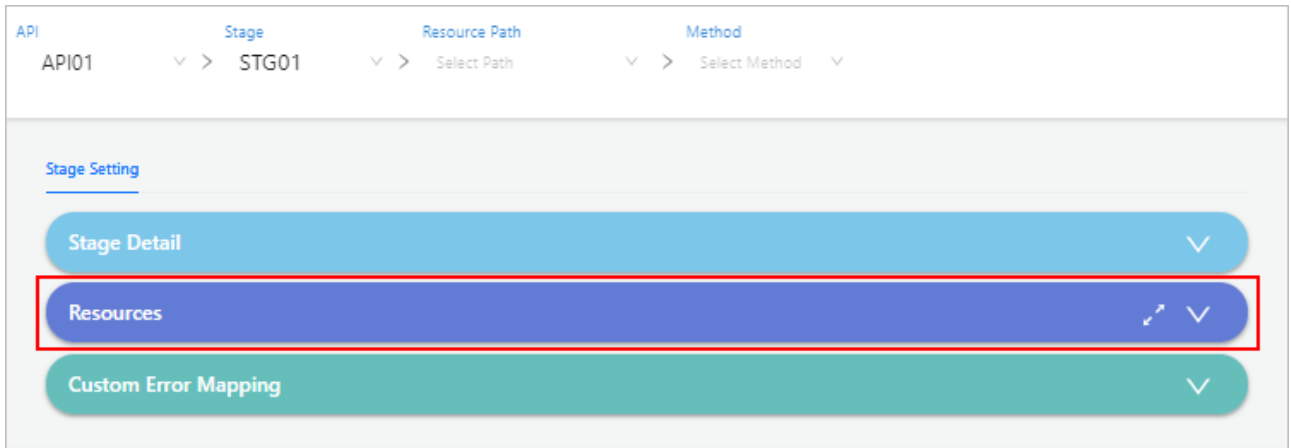 API Stage Resource Path Method
API01 > STG01 > Select Path > Select Method
Stage Setting
Stage Detail
Resources
Custom Error Mapping